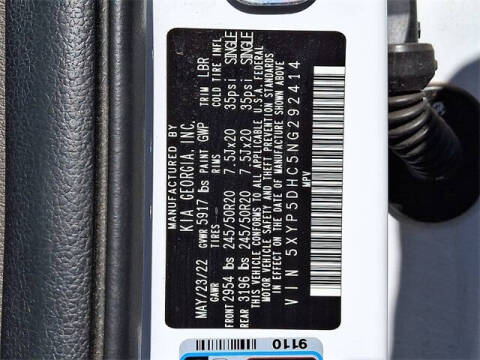 MANUFACTURED BY
KIA GEORGIA, INC.
MAY/23/22 GVWR 5917 lbs PAINT GWP TRIM LBR
GAWR TIRES RIMS COLD TIRE INFL
FRONT 2954 lbs 245/50R20 7.5Jx20 35psi SINGLE
REAR 3196 lbs 245/50R20 7.5Jx20 35psi SINGLE
THIS VEHICLE CONFORMS TO ALL APPLICABLE U.S.A. FEDERAL
MOTOR VEHICLE SAFETY AND THEFT PREVENTION STANDARDS
IN EFFECT ON THE DATE OF MANUFACTURE SHOWN ABOVE
VIN 5XYP5DHC5NG292414
MPV
9110